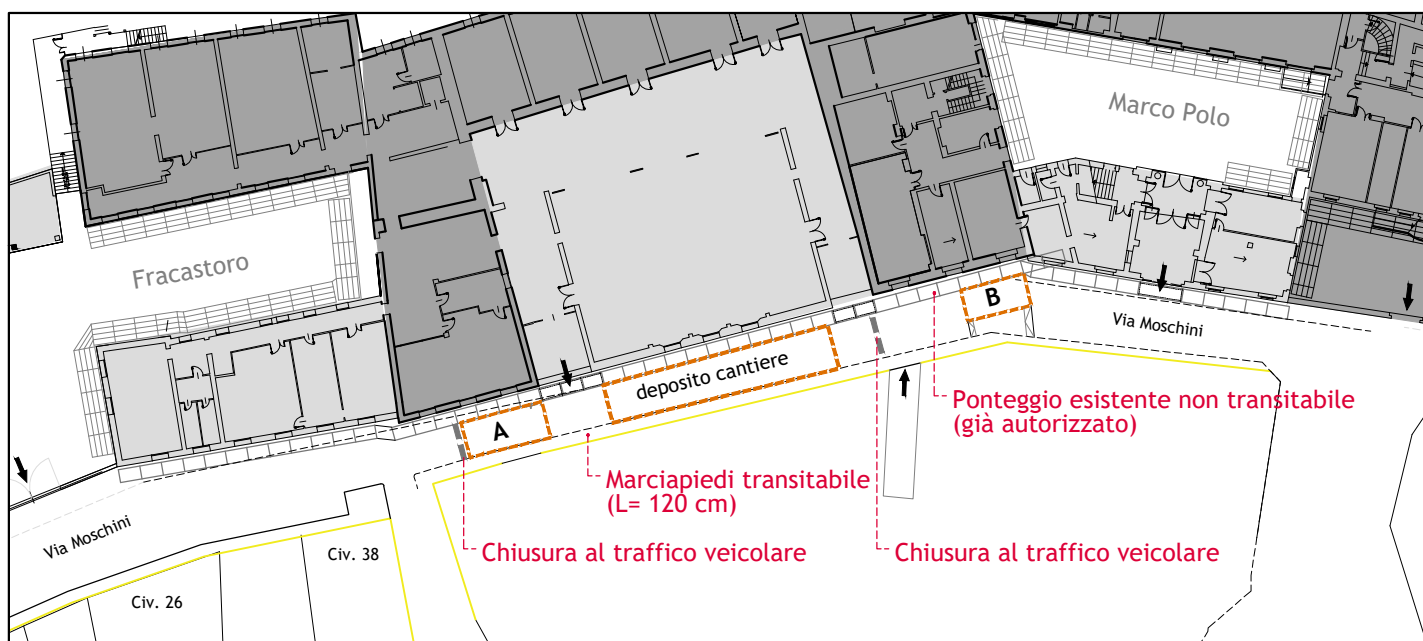 Marco Polo
Fracastoro
B
Via Moschini
deposito cantiere
A
Ponteggio esistente non transitabile
(già autorizzato)
Marciapiedi transitabile
(L= 120 cm)
Via Moschini
Chiusura al traffico veicolare
Chiusura al traffico veicolare
Civ. 38
Civ. 26